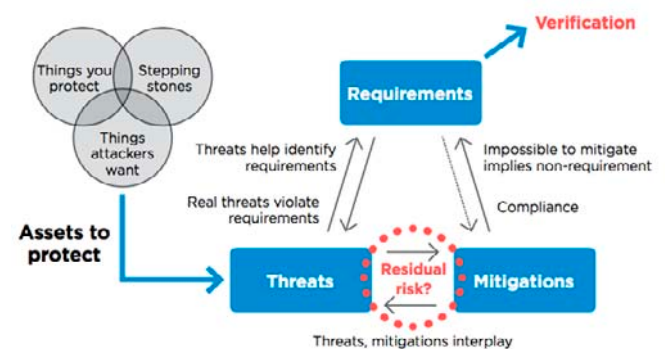 Verification
Things you
protect
Stepping
stones
Things
attackers
want
Requirements
Threats help identify
requirements
Impossible to mitigate
implies non-requirement
Real threats violate
requirements
Compliance
Assets to
protect
Threats
Residual
risk?
Mitigations
Threats, mitigations interplay